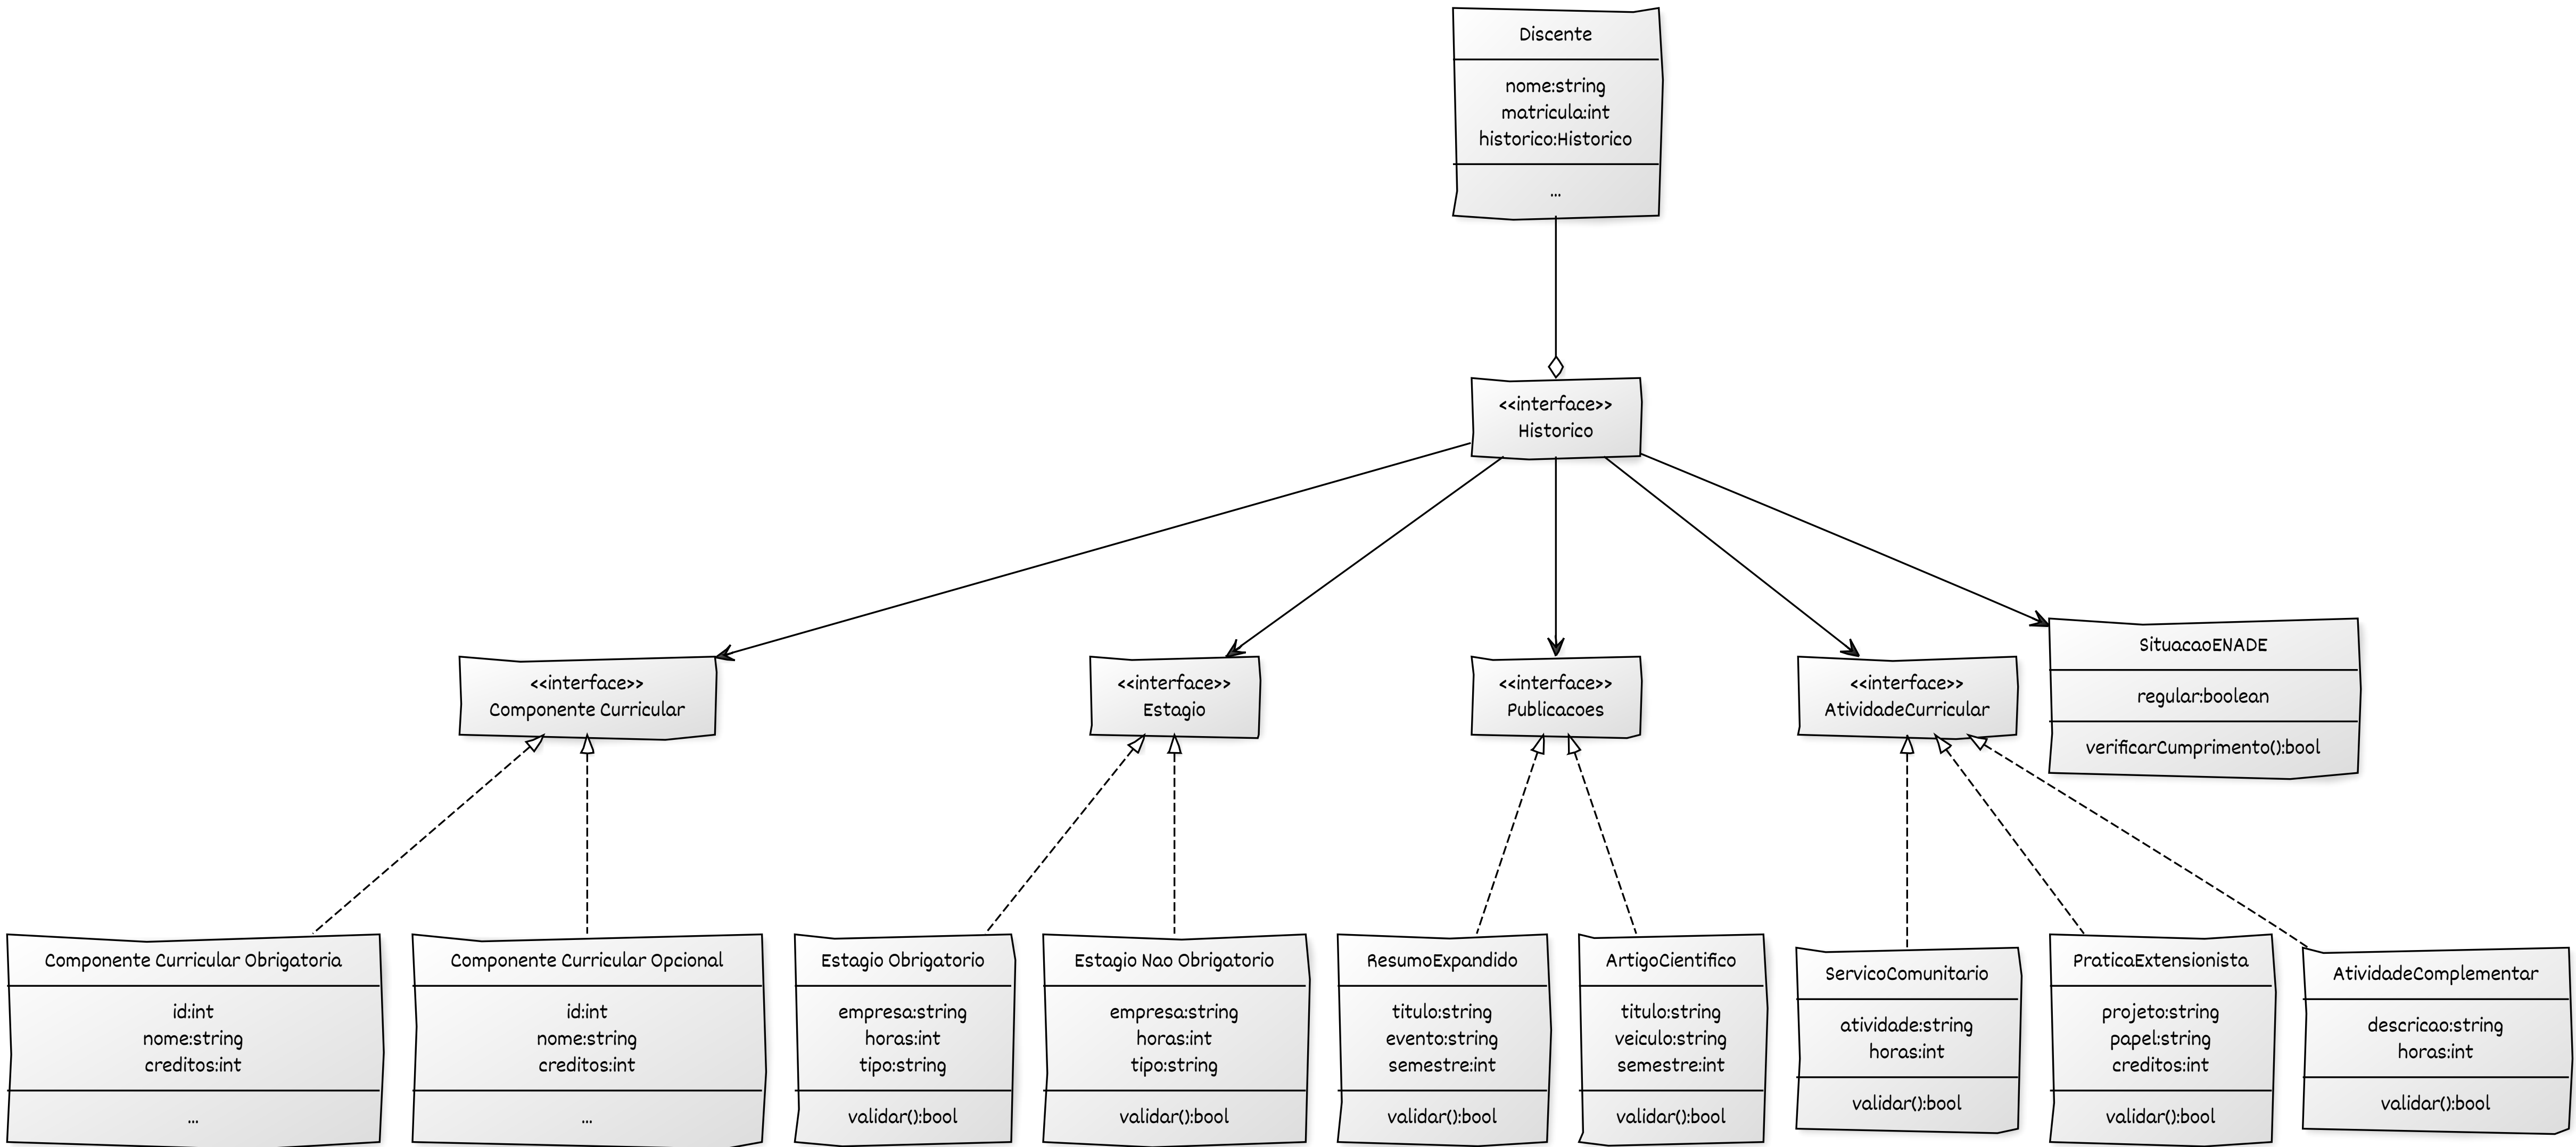 Discente
nome:string
matricula:int
historico:Historico
...
<<interface>>
Historico
<<interface>>
Componente Curricular
<<interface>>
Estagio
<<interface>>
Publicacoes
<<interface>>
AtividadeCurricular
SituacaoENADE
regular:boolean
verificarCumprimento():bool
Componente Curricular Obrigatoria
id:int
nome:string
creditos:int
...
Componente Curricular Opcional
id:int
nome:string
creditos:int
...
Estagio Obrigatorio
empresa:string
horas:int
tipo:string
validar():bool
Estagio Nao Obrigatorio
empresa:string
horas:int
tipo:string
validar():bool
ResumoExpandido
titulo:string
evento:string
semestre:int
validar():bool
ArtigoCientifico
titulo:string
veiculo:string
semestre:int
validar():bool
ServicoComunitario
atividade:string
horas:int
validar():bool
PraticaExtensionista
projeto:string
papel:string
creditos:int
validar():bool
AtividadeComplementar
descricao:string
horas:int
validar():bool